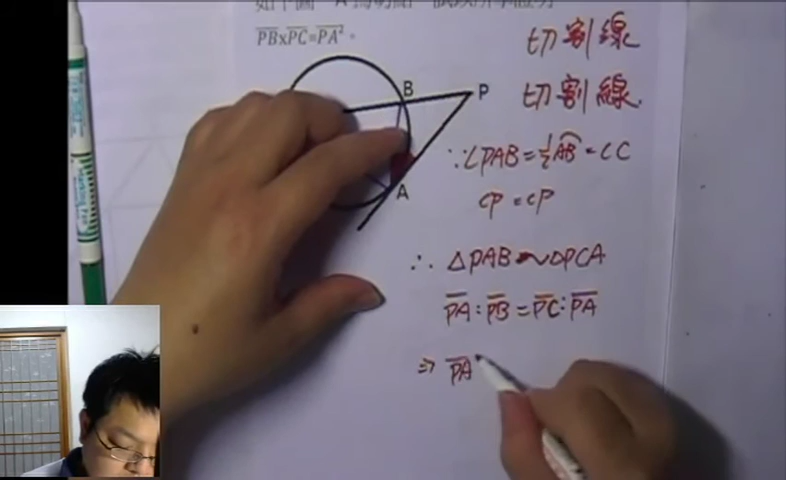 PB×PC=PA²。
切割線
切割線
B
P
A
∵∠PAB=½AB=∠C
∠P=∠P
∴ △PAB~△PCA
PA:PB=PC:PA
⇒ PA